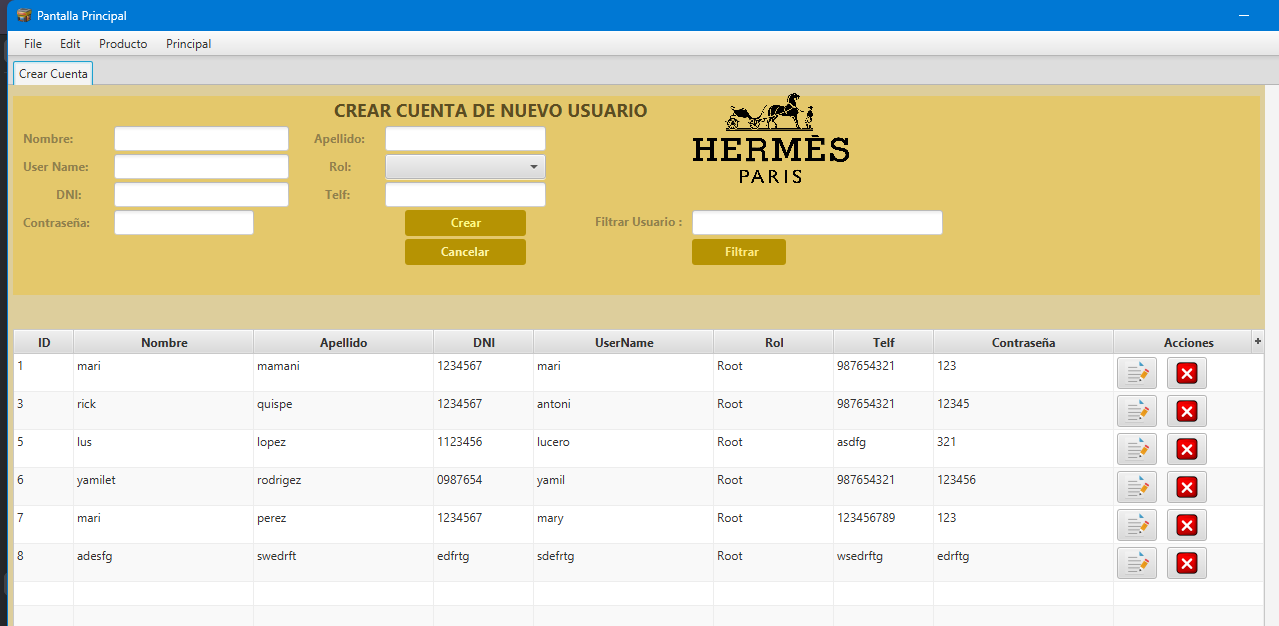 Pantalla Principal
File Edit Producto Principal
Crear Cuenta
CREAR CUENTA DE NUEVO USUARIO
HERMÈS
PARIS
Nombre: Apellido:
User Name: Rol:
DNI: Telf:
Contraseña: Crear Filtrar Usuario :
Cancelar Filtrar
ID Nombre Apellido DNI UserName Rol Telf Contraseña Acciones +
1 mari mamani 1234567 mari Root 987654321 123
3 rick quispe 1234567 antoni Root 987654321 12345
5 lus lopez 1123456 lucero Root asdfg 321
6 yamilet rodrigez 0987654 yamil Root 987654321 123456
7 mari perez 1234567 mary Root 123456789 123
8 adesfg swedrft edfrtg sdefrtg Root wsedrftg edrftg